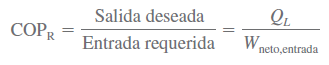 COP_R = Salida deseada / Entrada requerida = Q_L / W_neto,entrada